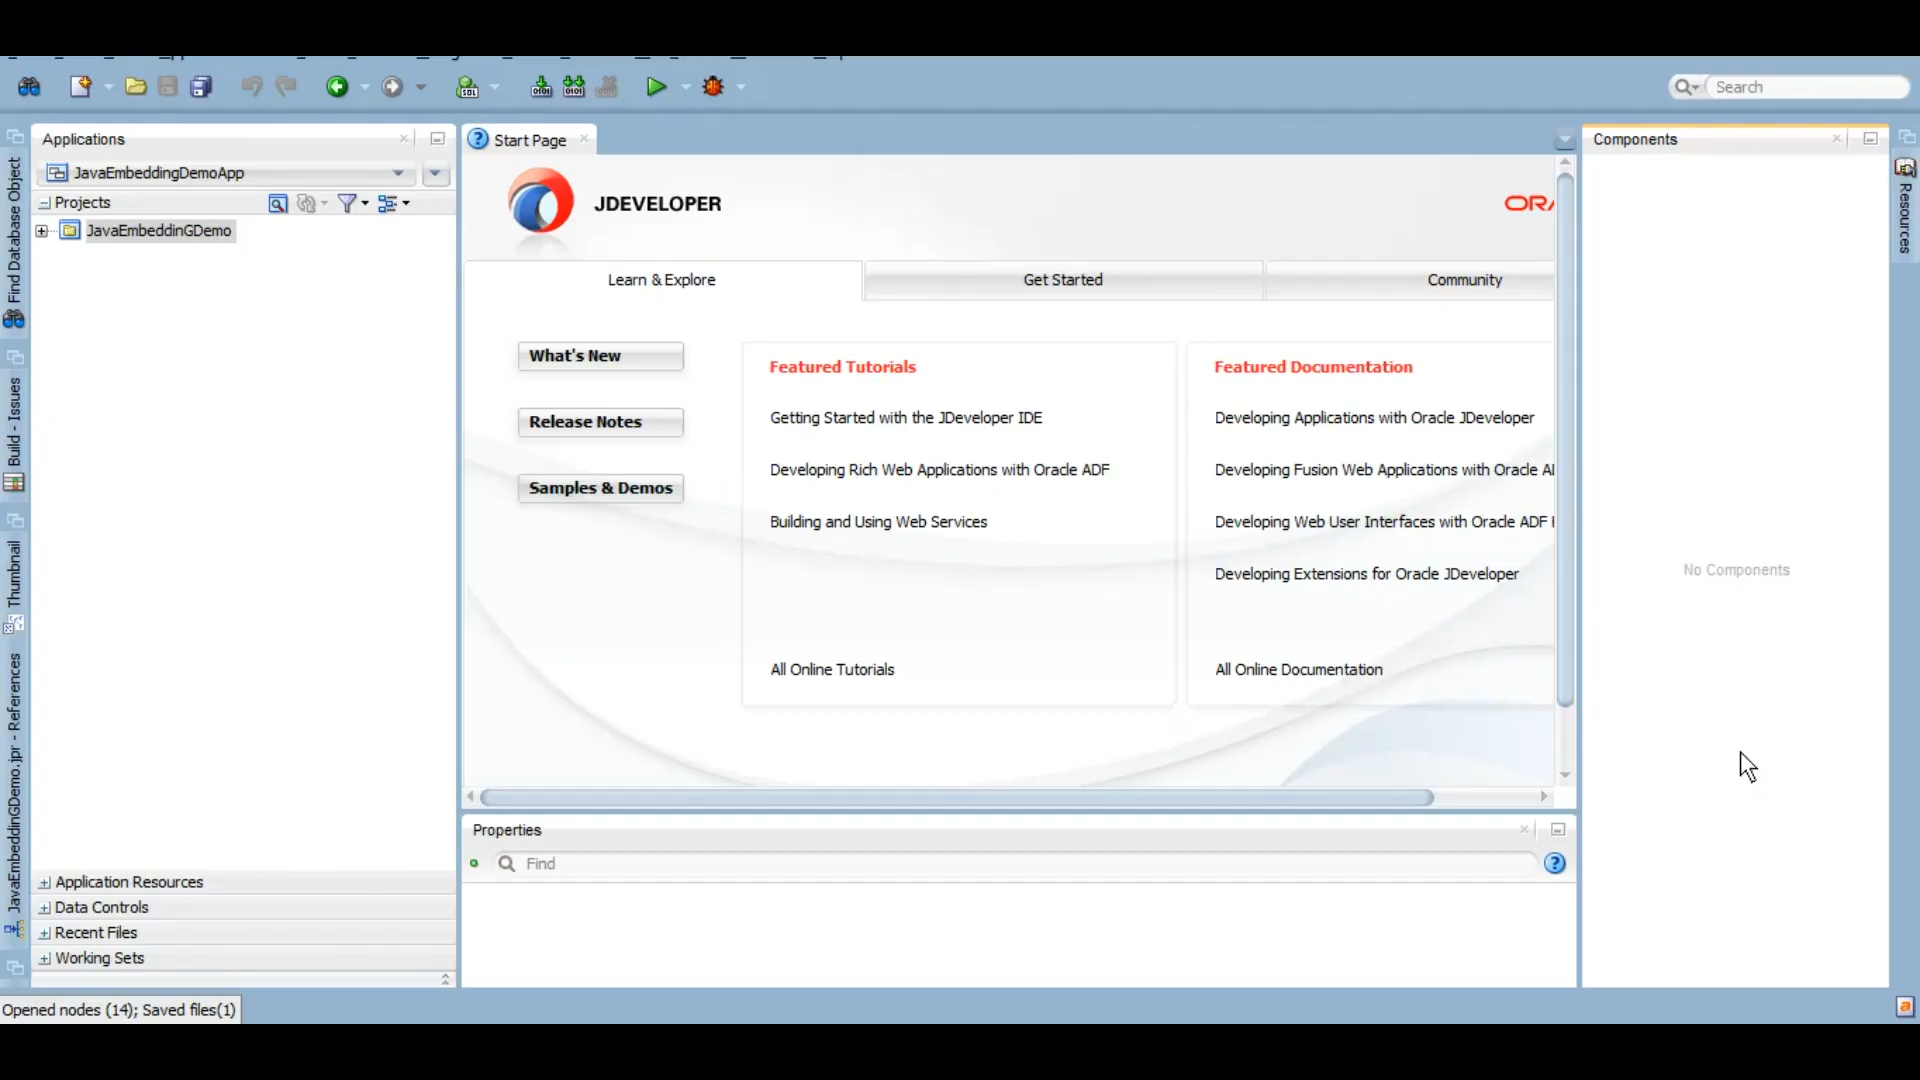 Search
Applications
Start Page
Components
JavaEmbeddingDemoApp
Projects
JavaEmbeddinGDemo
JDEVELOPER
Learn & Explore
Get Started
Community
What's New
Release Notes
Samples & Demos
Featured Tutorials
Getting Started with the JDeveloper IDE
Developing Rich Web Applications with Oracle ADF
Building and Using Web Services
All Online Tutorials
Featured Documentation
Developing Applications with Oracle JDeveloper
Developing Fusion Web Applications with Oracle
Developing Web User Interfaces with Oracle ADF
Developing Extensions for Oracle JDeveloper
All Online Documentation
No Components
Find Database Object
Build - Issues
Thumbnail
JavaEmbeddinGDemo.jpr - References
Resources
Properties
Find
Application Resources
Data Controls
Recent Files
Working Sets
Opened nodes (14); Saved files(1)